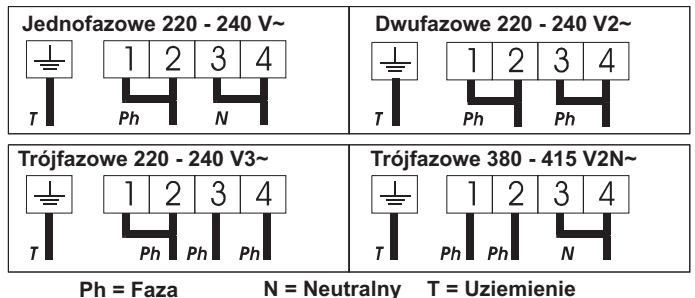 Jednofazowe 220 - 240 V~
1 2 3 4
T Ph N
Dwufazowe 220 - 240 V2~
1 2 3 4
T Ph Ph
Trójfazowe 220 - 240 V3~
1 2 3 4
T Ph Ph Ph
Trójfazowe 380 - 415 V2N~
1 2 3 4
T Ph Ph N
Ph = Faza N = Neutralny T = Uziemienie